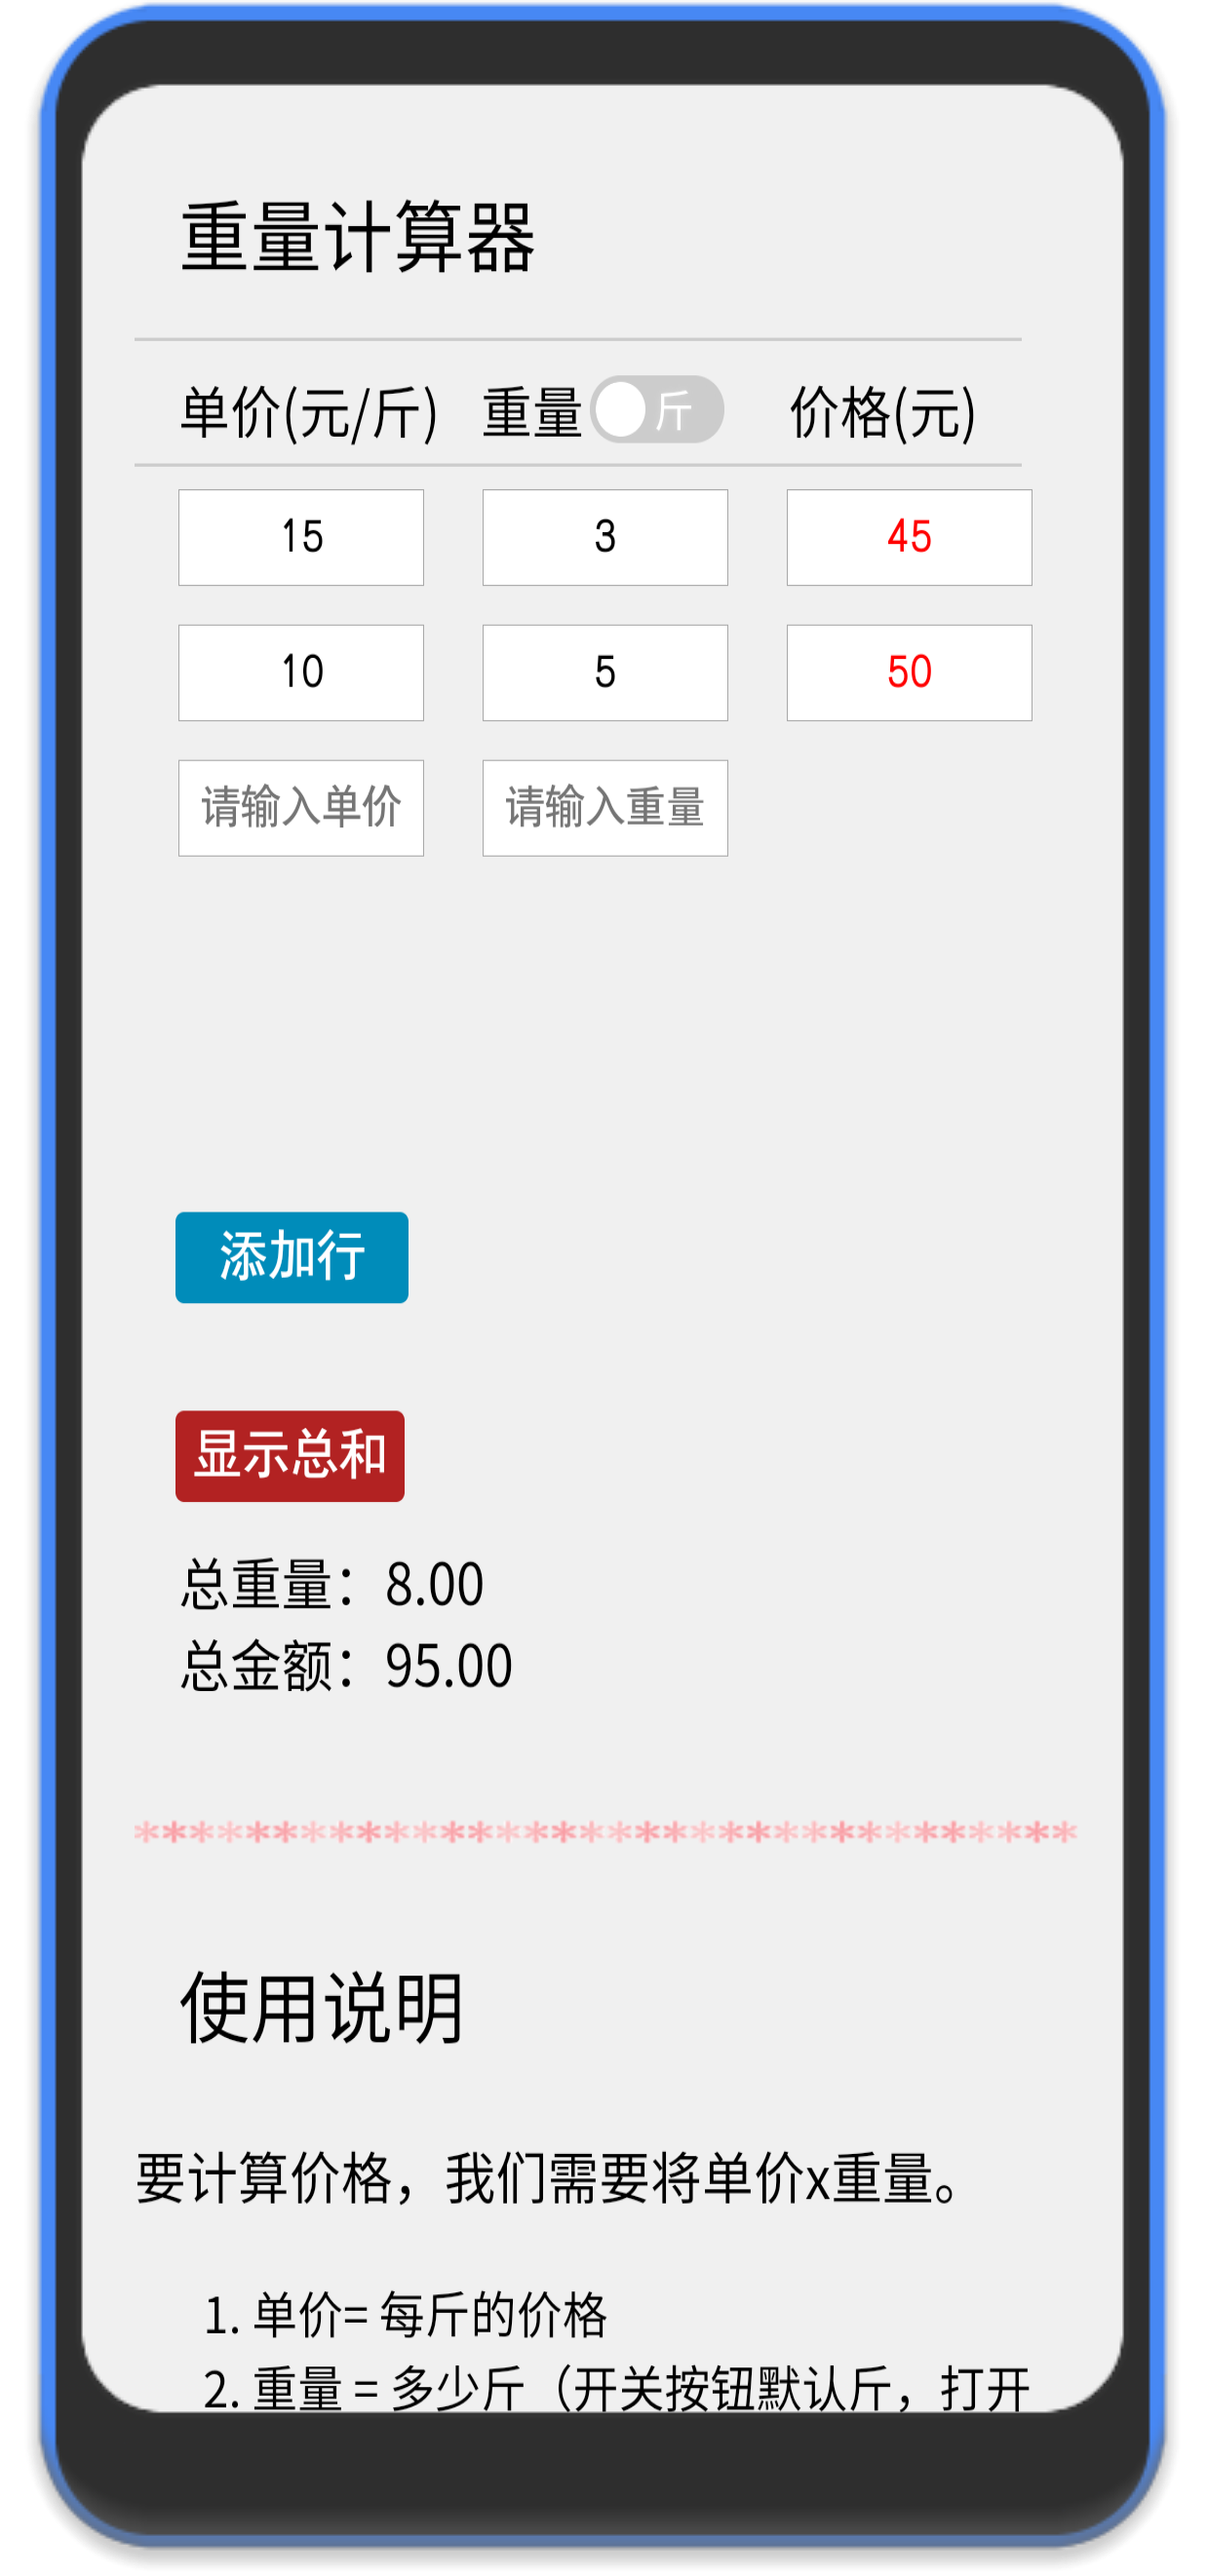 重量计算器
单价(元/斤) 重量 斤 价格(元)
15 3 45
10 5 50
请输入单价 请输入重量
添加行
显示总和
总重量：8.00
总金额：95.00
**********************************
使用说明
要计算价格，我们需要将单价x重量。
1. 单价= 每斤的价格
2. 重量 = 多少斤（开关按钮默认斤，打开